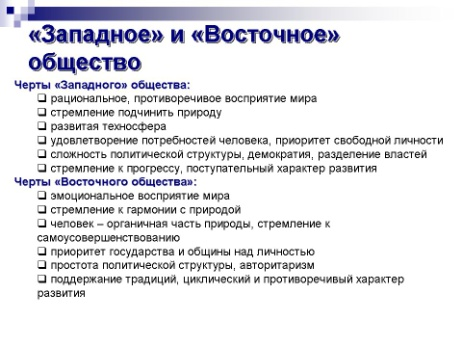 «Западное» и «Восточное»
общество
Черты «Западного» общества:
❑ рациональное, противоречивое восприятие мира
❑ стремление подчинить природу
❑ развитая техносфера
❑ удовлетворение потребностей человека, приоритет свободной личности
❑ сложность политической структуры, демократия, разделение властей
❑ стремление к прогрессу, поступательный характер развития
Черты «Восточного общества»:
❑ эмоциональное восприятие мира
❑ стремление к гармонии с природой
❑ человек – органичная часть природы, стремление к
самоусовершенствованию
❑ приоритет государства и общины над личностью
❑ простота политической структуры, авторитаризм
❑ поддержание традиций, циклический и противоречивый характер
развития